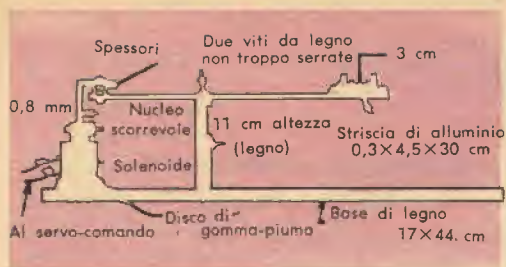 Spessori
Due viti da legno
non troppo serrate
3 cm
0,8 mm
Nucleo
scorrevole
11 cm altezza
(legno)
Striscia di alluminio
0,3×4,5×30 cm
Solenoide
Al servo-comando
Disco di
gomma-piuma
Base di legno
17×44. cm